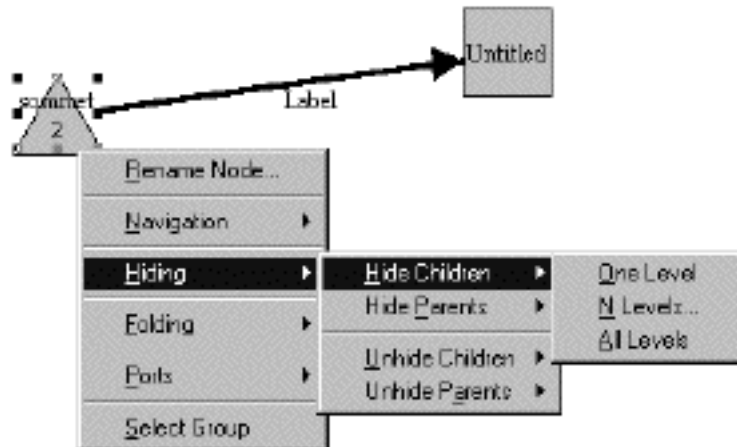 Untitled
sommet
2
Label
Rename Node...
Navigation
Hiding
Folding
Ports
Select Group
Hide Children
Hide Parents
Unhide Children
Unhide Parents
One Level
N Levels...
All Levels